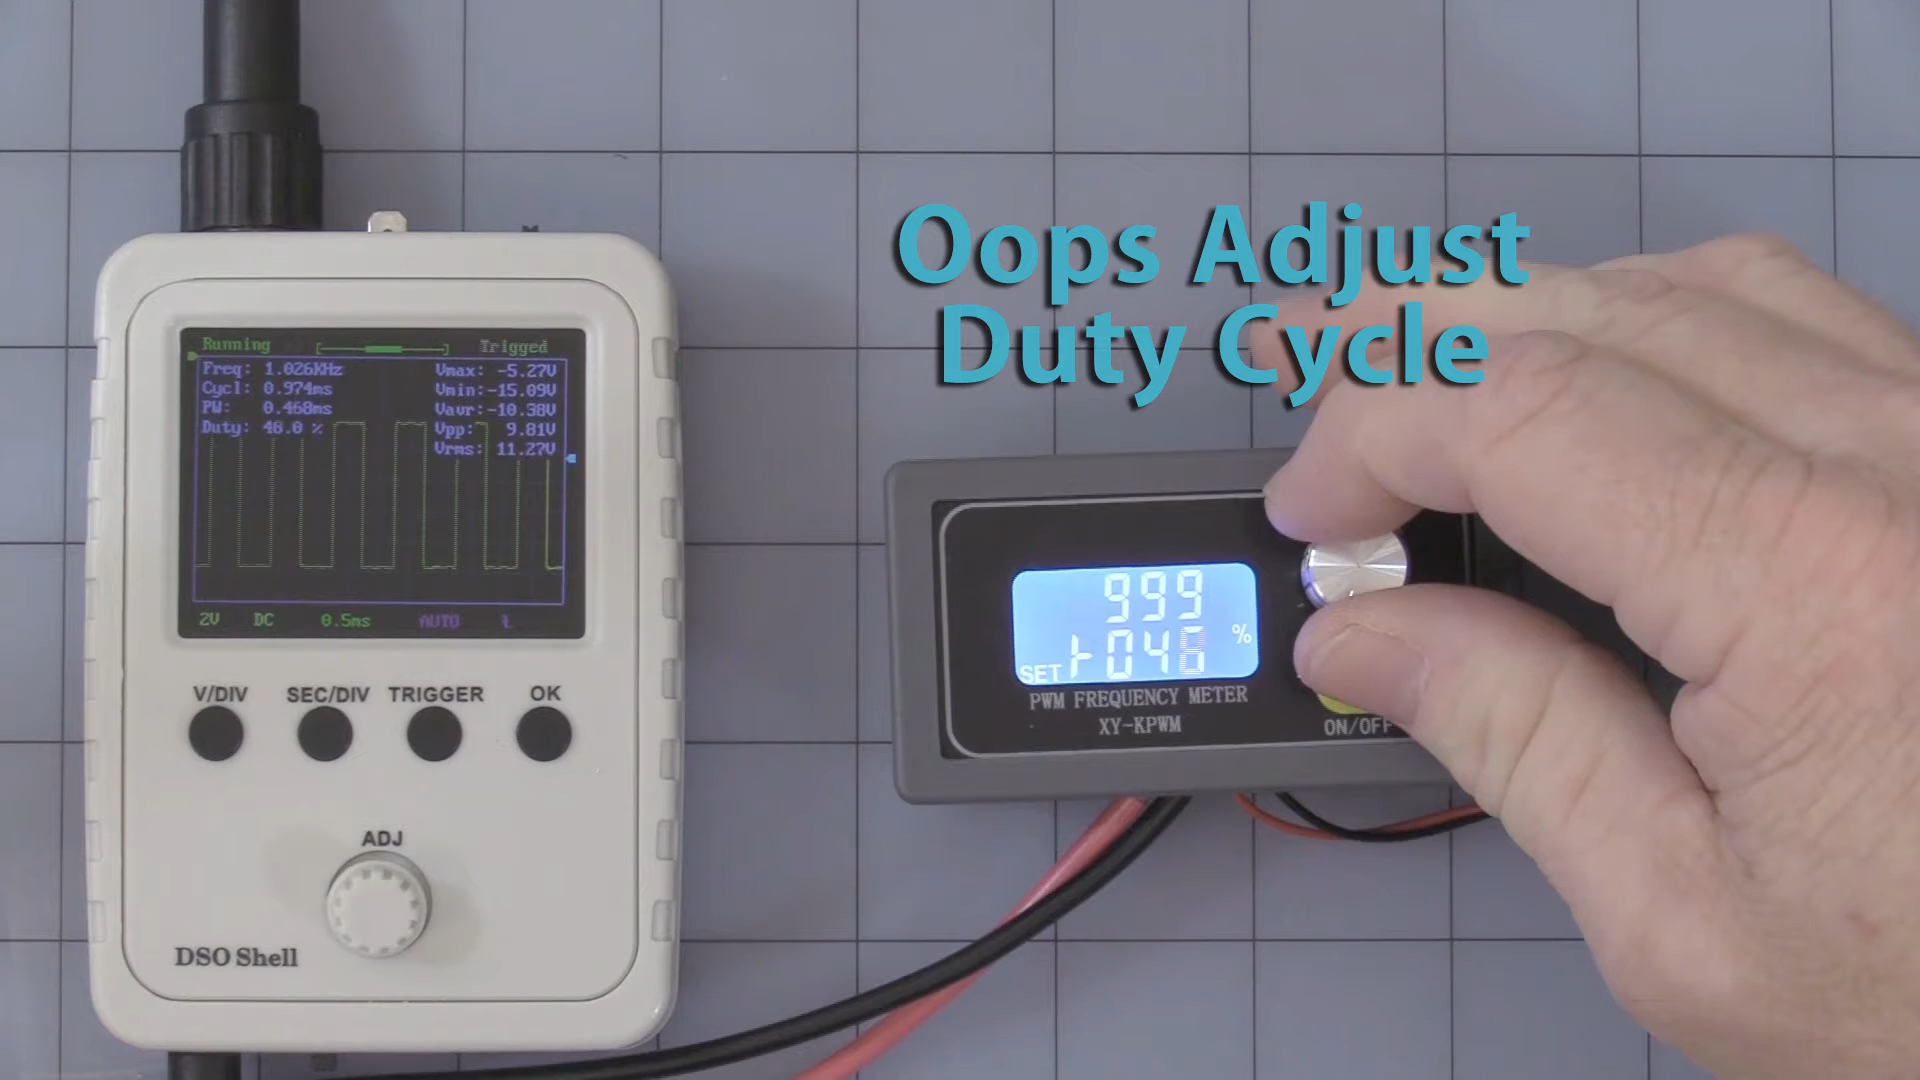 Oops Adjust
Duty Cycle
Running
Triggered
Freq: 1.026KHz
Cycl: 0.974ms
PW: 0.468ms
Duty: 48.0 %
Vmax: -5.27V
Vmin:-15.09V
Vavr:-10.38V
Vpp: 9.81V
Vrms: 11.27V
2V DC 0.5ms AUTO
V/DIV SEC/DIV TRIGGER OK
ADJ
DSO Shell
999
SET 04 %
PWM FREQUENCY METER
XY-KPWM
ON/OFF